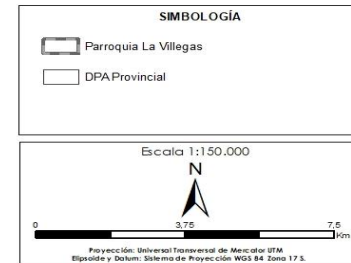 SIMBOLOGÍA
Parroquia La Villegas
DPA Provincial
Escala 1:150.000
N
0 3,75 7,5
Km
Proyección: Universal Transversal de Mercator UTM
Elipsoide y Datum: Sistema de Proyección WGS 84 Zona 17 S.